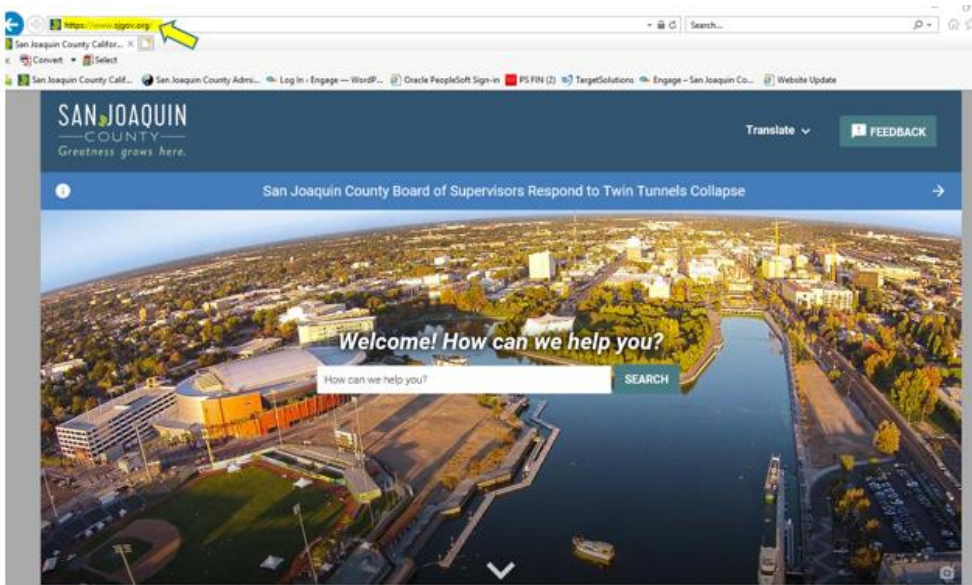 https://www.sjgov.org
Search...
San Joaquin County Califor...
Convert Select
San Joaquin County Calif... San Joaquin County Admi... Log In ‹ Engage — WordP... Oracle PeopleSoft Sign-in PS FIN (2) TargetSolutions Engage – San Joaquin Co... Website Update
SAN JOAQUIN
COUNTY
Greatness grows here.
Translate
FEEDBACK
San Joaquin County Board of Supervisors Respond to Twin Tunnels Collapse
Welcome! How can we help you?
How can we help you?
SEARCH